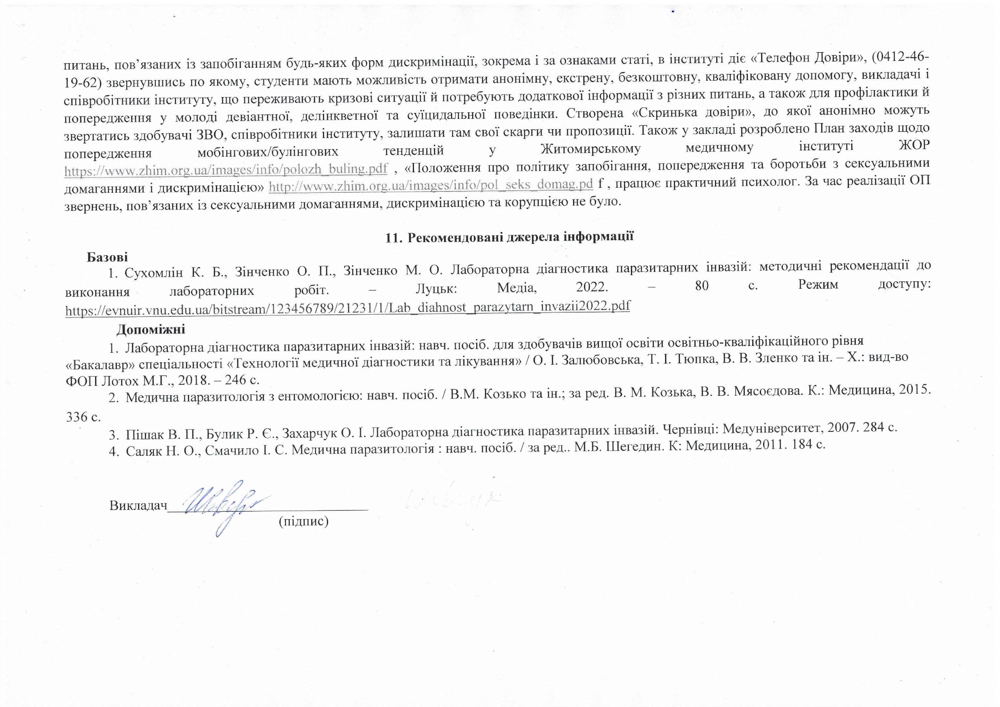 питань, пов’язаних із запобіганням будь-яких форм дискримінації, зокрема і за ознаками статі, в інституті діє «Телефон Довіри», (0412-46-
19-62) звернувшись по якому, студенти мають можливість отримати анонімну, екстрену, безкоштовну, кваліфіковану допомогу, викладачі і
співробітники інституту, що переживають кризові ситуації й потребують додаткової інформації з різних питань, а також для профілактики й
попередження у молоді девіантної, делінкветної та суїцидальної поведінки. Створена «Скринька довіри», до якої анонімно можуть
звертатись здобувачі ЗВО, співробітники інституту, залишати там свої скарги чи пропозиції. Також у закладі розроблено План заходів щодо
попередження мобінгових/булінгових тенденцій у Житомирському медичному інституті ЖОР
https://www.zhim.org.ua/images/info/polozh_buling.pdf , «Положення про політику запобігання, попередження та боротьби з сексуальними
домаганнями і дискримінацією» http://www.zhim.org.ua/images/info/pol_seks_domag.pd f , працює практичний психолог. За час реалізації ОП
звернень, пов’язаних із сексуальними домаганнями, дискримінацією та корупцією не було.
11. Рекомендовані джерела інформації
Базові
1. Сухомлін К. Б., Зінченко О. П., Зінченко М. О. Лабораторна діагностика паразитарних інвазій: методичні рекомендації до
виконання лабораторних робіт. – Луцьк: Медіа, 2022. – 80 с. Режим доступу:
https://evnuir.vnu.edu.ua/bitstream/123456789/21231/1/Lab_diahnost_parazytarn_invazii2022.pdf
Допоміжні
1. Лабораторна діагностика паразитарних інвазій: навч. посіб. для здобувачів вищої освіти освітньо-кваліфікаційного рівня
«Бакалавр» спеціальності «Технології медичної діагностики та лікування» / О. І. Залюбовська, Т. І. Тюпка, В. В. Зленко та ін. – Х.: вид-во
ФОП Лотох М.Г., 2018. – 246 с.
2. Медична паразитологія з ентомологією: навч. посіб. / В.М. Козько та ін.; за ред. В. М. Козька, В. В. Мясоєдова. К.: Медицина, 2015.
336 с.
3. Пішак В. П., Булик Р. Є., Захарчук О. І. Лабораторна діагностика паразитарних інвазій. Чернівці: Медуніверситет, 2007. 284 с.
4. Саляк Н. О., Смачило І. С. Медична паразитологія : навч. посіб. / за ред.. М.Б. Шегедин. К: Медицина, 2011. 184 с.
Викладач
(підпис)